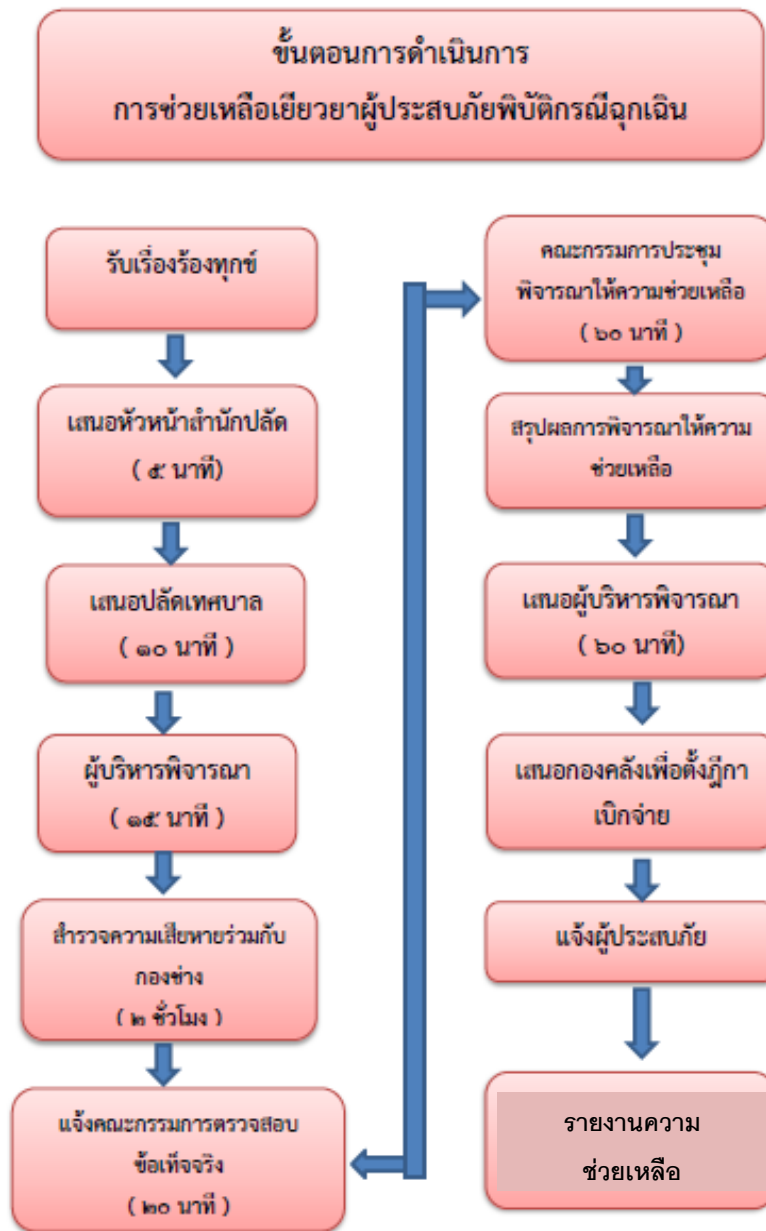 ขั้นตอนการดำเนินการ
การช่วยเหลือเยียวยาผู้ประสบภัยพิบัติกรณีฉุกเฉิน
รับเรื่องร้องทุกข์
เสนอหัวหน้าสำนักปลัด
( ๕ นาที)
เสนอปลัดเทศบาล
( ๑๐ นาที )
ผู้บริหารพิจารณา
( ๑๕ นาที )
สำรวจความเสียหายร่วมกับ
กองช่าง
( ๒ ชั่วโมง )
แจ้งคณะกรรมการตรวจสอบ
ข้อเท็จจริง
( ๒๐ นาที )
คณะกรรมการประชุม
พิจารณาให้ความช่วยเหลือ
( ๖๐ นาที )
สรุปผลการพิจารณาให้ความ
ช่วยเหลือ
เสนอผู้บริหารพิจารณา
( ๖๐ นาที)
เสนอกองคลังเพื่อตั้งฎีกา
เบิกจ่าย
แจ้งผู้ประสบภัย
รายงานความ
ช่วยเหลือ